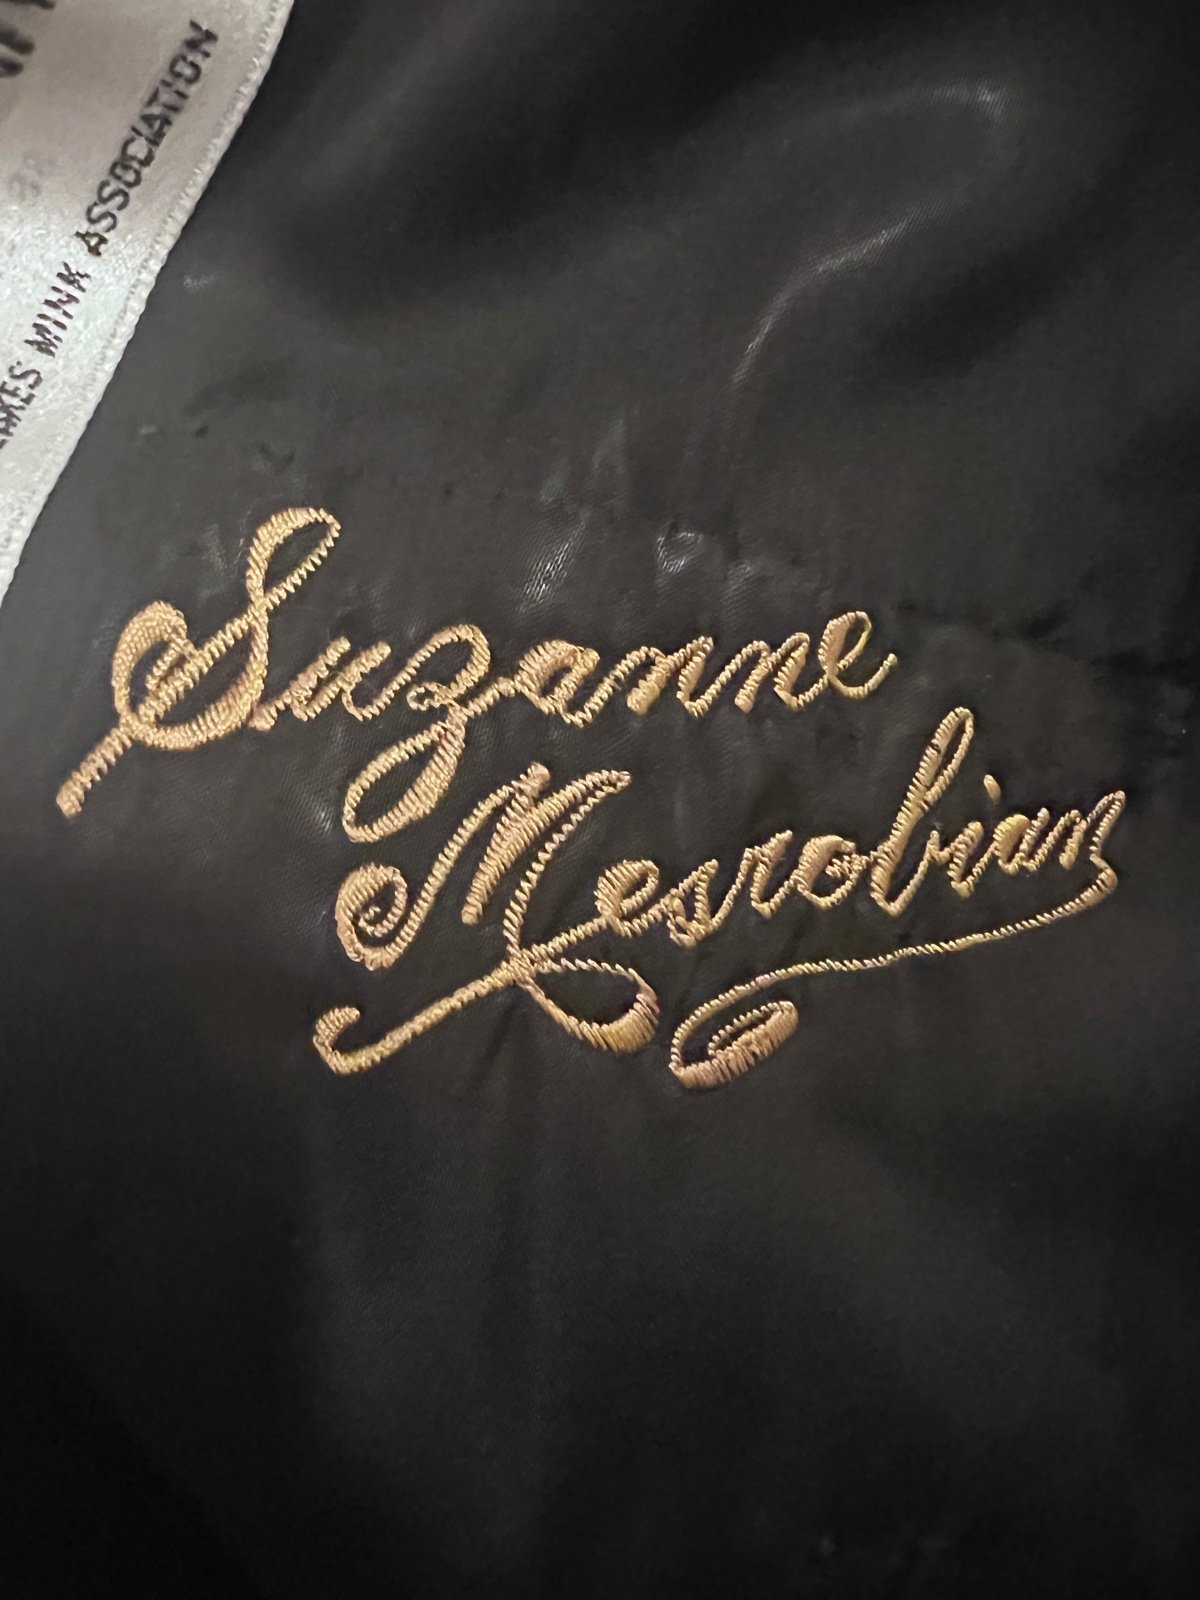 MINK ASSOCIATION
Suzanne
Mesrobian